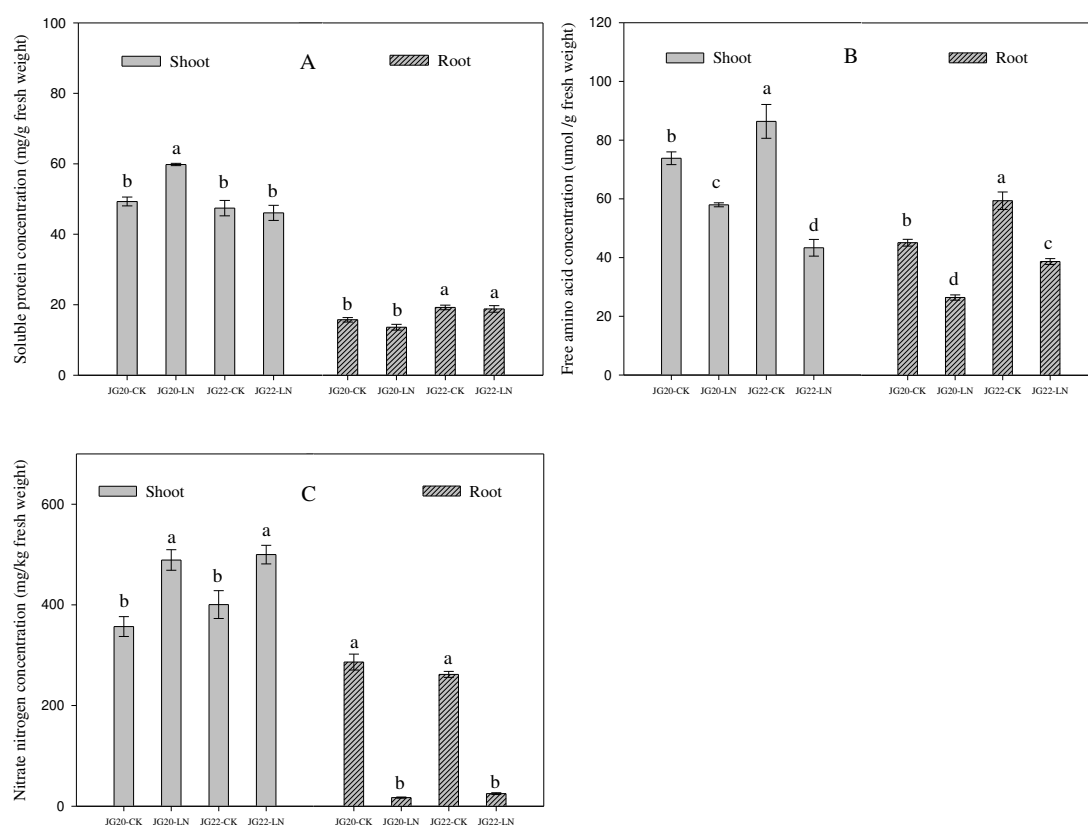 Soluble protein concentration (mg/g fresh weight)
100
80
60
40
20
0
Shoot
A
Root
b
a
b
b
b
b
a
a
JG20-CK JG20-LN JG22-CK JG22-LN JG20-CK JG20-LN JG22-CK JG22-LN
Free amino acid concentration (umol /g fresh weight)
120
100
80
60
40
20
0
Shoot
B
Root
b
c
a
d
b
d
a
c
JG20-CK JG20-LN JG22-CK JG22-LN JG20-CK JG20-LN JG22-CK JG22-LN
Nitrate nitrogen concentration (mg/kg fresh weight)
600
400
200
0
Shoot
C
Root
b
a
b
a
a
b
a
b
JG20-CK JG20-LN JG22-CK JG22-LN JG20-CK JG20-LN JG22-CK JG22-LN